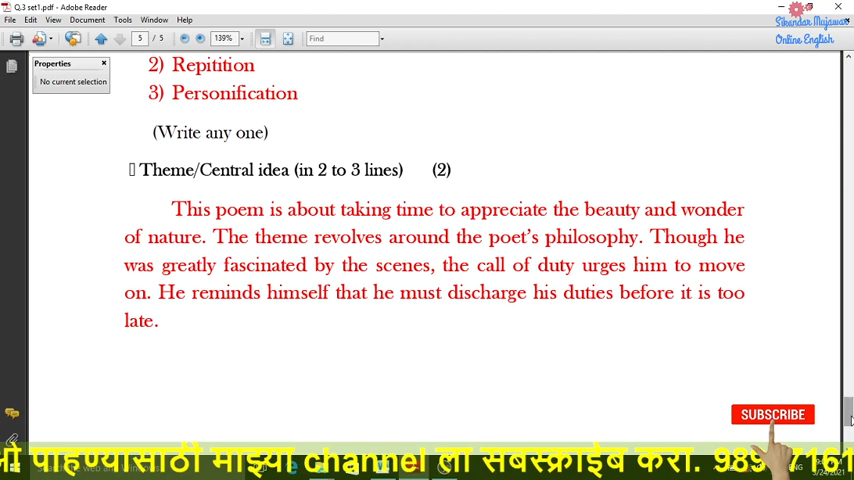 Q.3 set1.pdf - Adobe Reader
File Edit View Document Tools Window Help
5 / 5 139% Find
Sikandar Majawar
Online English
Properties
No current selection
2) Repitition
3) Personification
(Write any one)
Theme/Central idea (in 2 to 3 lines) (2)
This poem is about taking time to appreciate the beauty and wonder
of nature. The theme revolves around the poet's philosophy. Though he
was greatly fascinated by the scenes, the call of duty urges him to move
on. He reminds himself that he must discharge his duties before it is too
late.
SUBSCRIBE
पाहण्यासाठी माझ्या channel ला सबस्क्राईब करा.
ENG